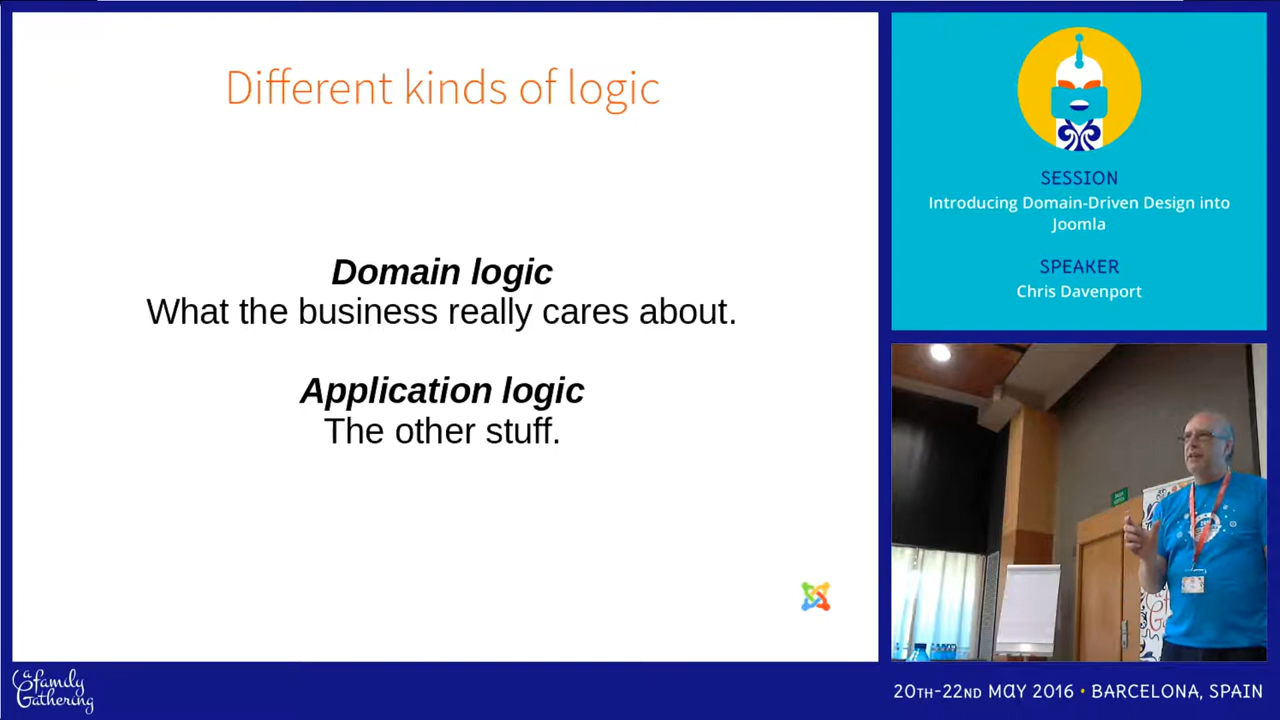 Different kinds of logic
Domain logic
What the business really cares about.
Application logic
The other stuff.
SESSION
Introducing Domain-Driven Design into
Joomla
SPEAKER
Chris Davenport
a family
Gathering
20TH-22ND MAY 2016 • BARCELONA, SPAIN